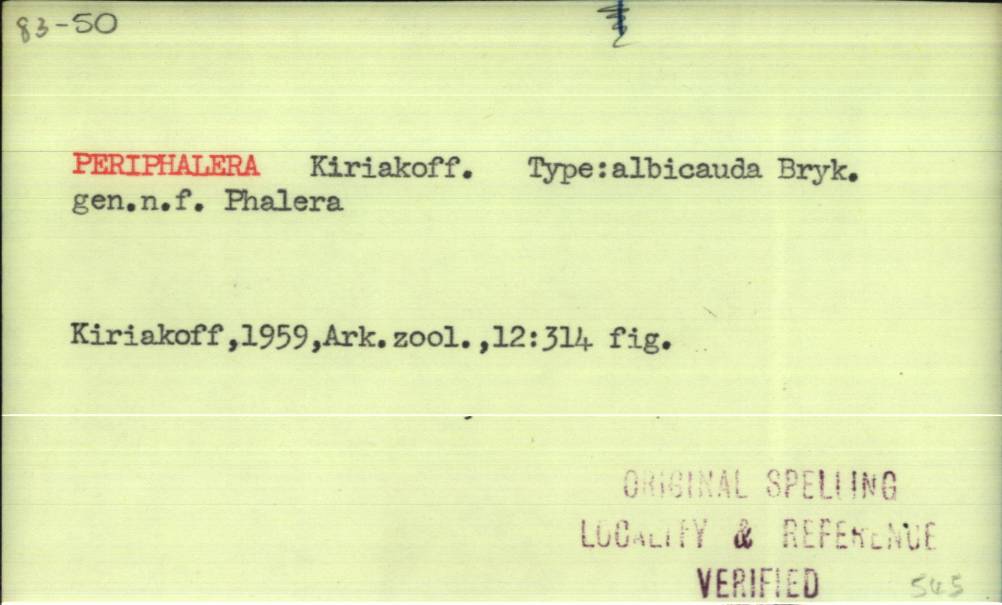 83-50
PERIPHALERA Kiriakoff. Type:albicauda Bryk.
gen.n.f. Phalera
Kiriakoff,1959,Ark.zool.,12:314 fig.
ORIGINAL SPELLING
LOCALITY & REFERENCE
VERIFIED
545